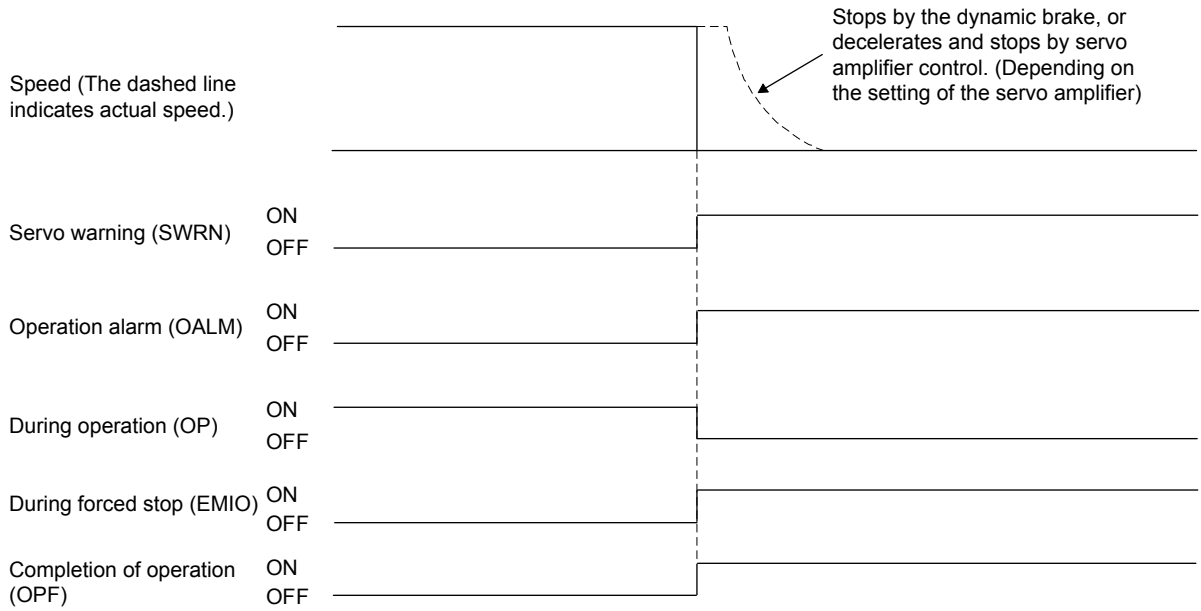 Stops by the dynamic brake, or
decelerates and stops by servo
amplifier control. (Depending on
the setting of the servo amplifier)
Speed (The dashed line
indicates actual speed.)
ON
Servo warning (SWRN)
OFF
ON
Operation alarm (OALM)
OFF
ON
During operation (OP)
OFF
ON
During forced stop (EMIO)
OFF
Completion of operation
(OPF)
ON
OFF